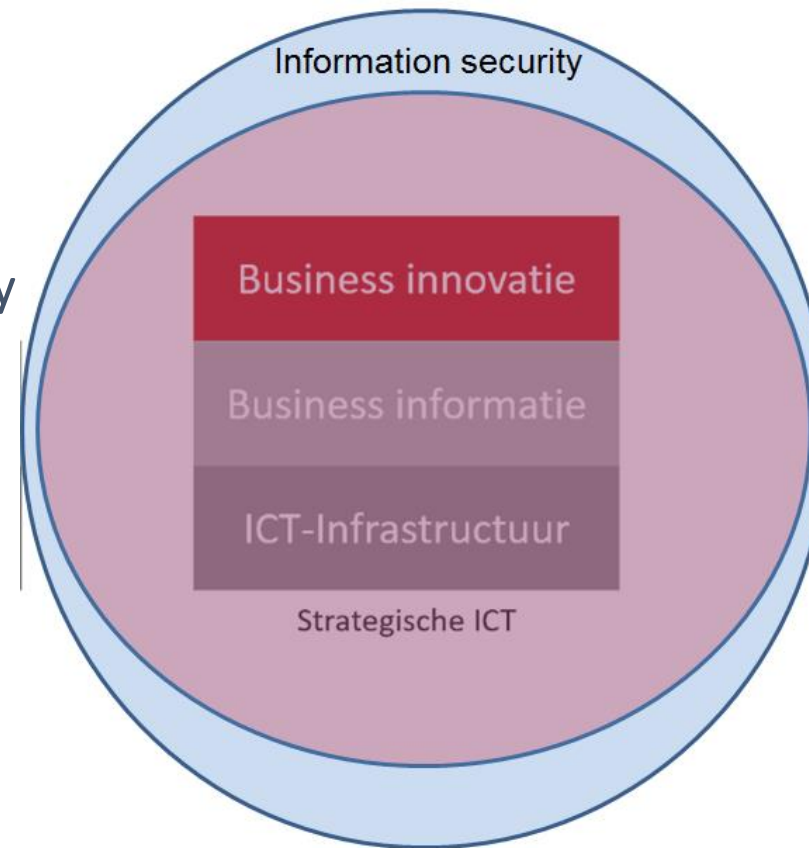 Information security
y
Business innovatie
Business informatie
ICT-Infrastructuur
Strategische ICT